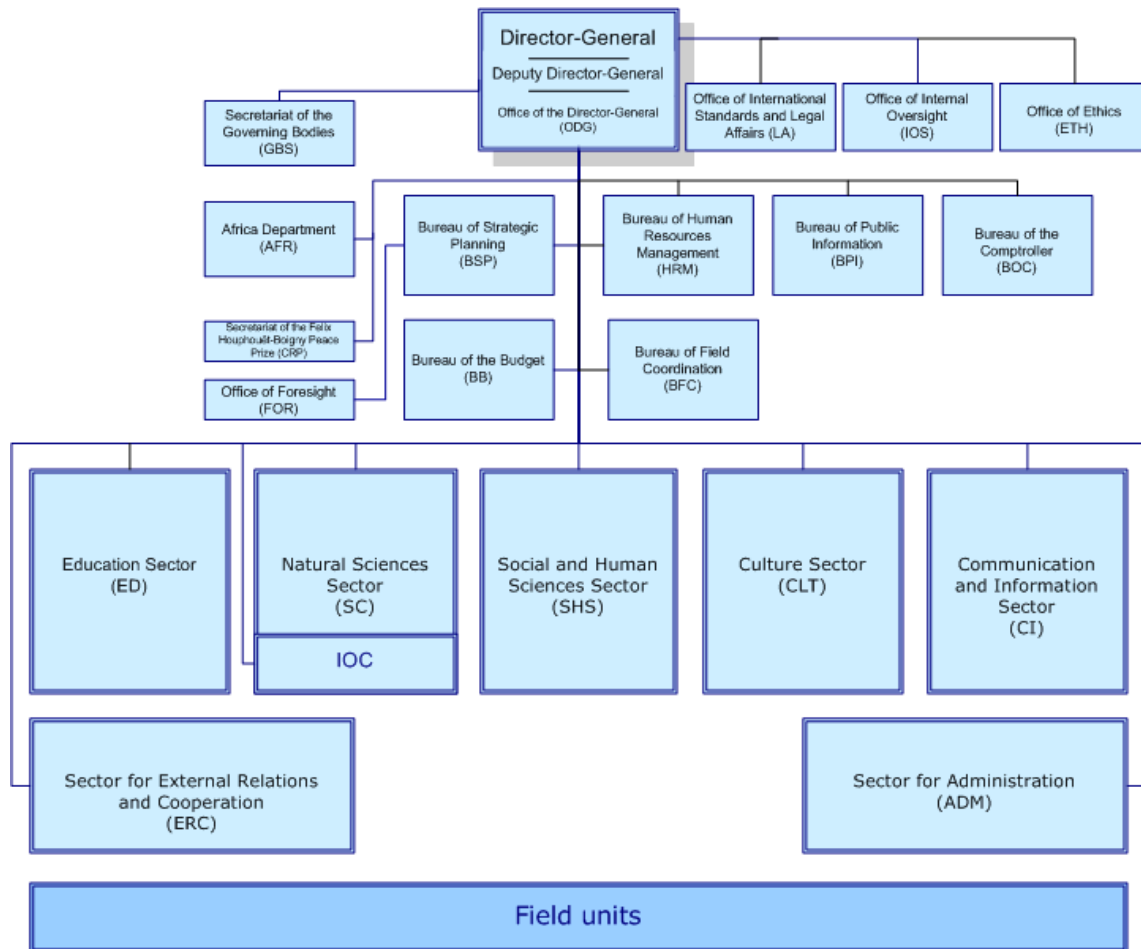 Director-General
Deputy Director-General
Office of the Director-General
(ODG)
Secretariat of the
Governing Bodies
(GBS)
Office of International
Standards and Legal
Affairs (LA)
Office of Internal
Oversight
(IOS)
Office of Ethics
(ETH)
Africa Department
(AFR)
Bureau of Strategic
Planning
(BSP)
Bureau of Human
Resources
Management
(HRM)
Bureau of Public
Information
(BPI)
Bureau of the
Comptroller
(BOC)
Secretariat of the Felix
Houphouët-Boigny Peace
Prize (CRP)
Office of Foresight
(FOR)
Bureau of the Budget
(BB)
Bureau of Field
Coordination
(BFC)
Education Sector
(ED)
Natural Sciences
Sector
(SC)
IOC
Social and Human
Sciences Sector
(SHS)
Culture Sector
(CLT)
Communication
and Information
Sector
(CI)
Sector for External Relations
and Cooperation
(ERC)
Sector for Administration
(ADM)
Field units